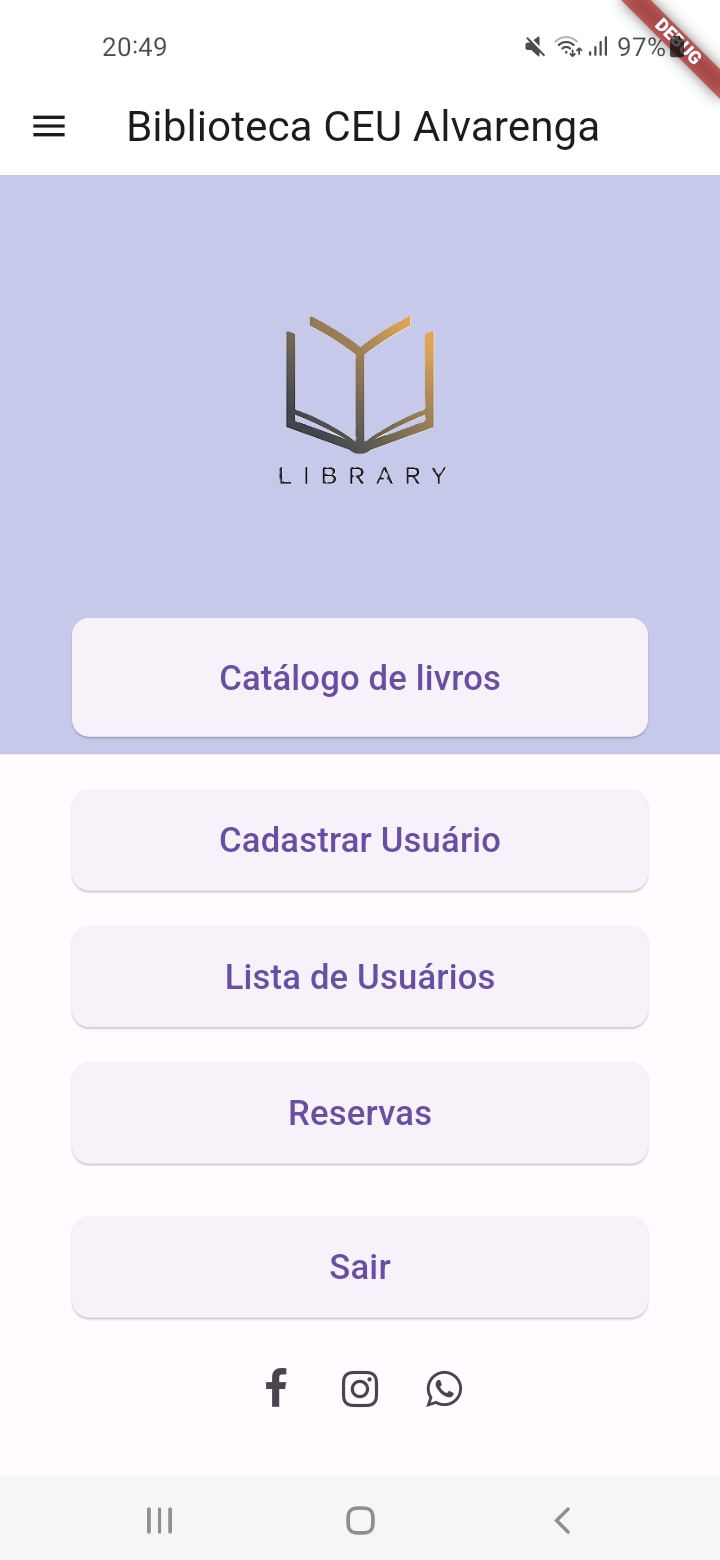 20:49
97%
DEBUG
Biblioteca CEU Alvarenga
LIBRARY
Catálogo de livros
Cadastrar Usuário
Lista de Usuários
Reservas
Sair